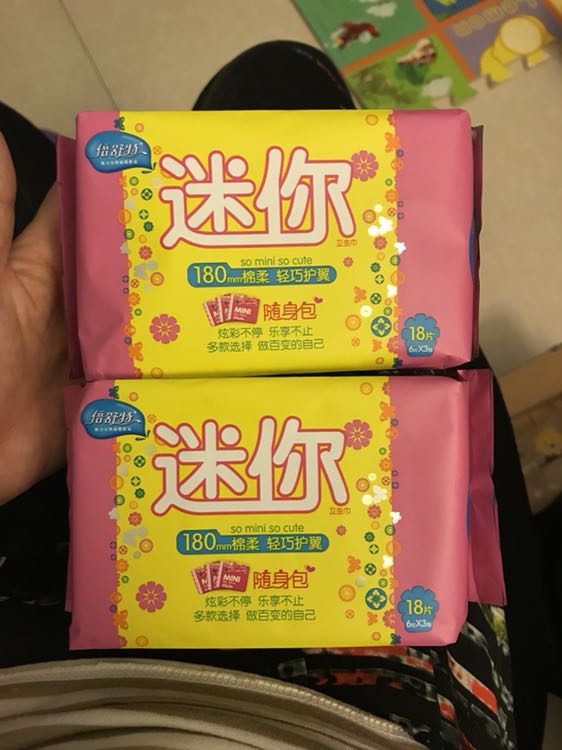 倍舒特
迷你
卫生巾
so mini so cute
180mm棉柔 轻巧护翼
MINI
随身包
炫彩不停 乐享不止
多款选择 做百变的自己
18片
6片X3包
倍舒特
迷你
卫生巾
so mini so cute
180mm棉柔 轻巧护翼
MINI
随身包
炫彩不停 乐享不止
多款选择 做百变的自己
18片
6片X3包